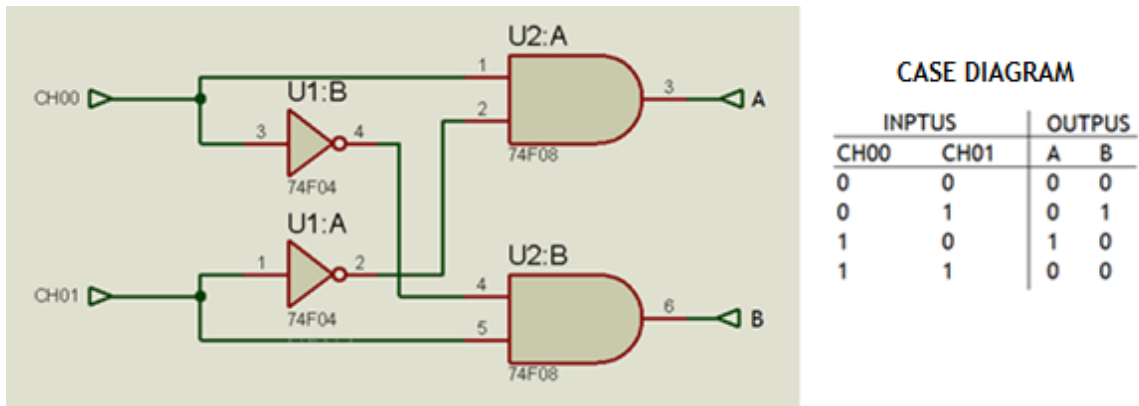 U2:A
1
CH00
U1:B
3
A
2
3
4
74F04
74F08
U1:A
U2:B
1
2
4
CH01
6
B
74F04
5
74F08
CASE DIAGRAM
INPTUS OUTPUS
CH00 CH01 A B
0 0 0 0
0 1 0 1
1 0 1 0
1 1 0 0